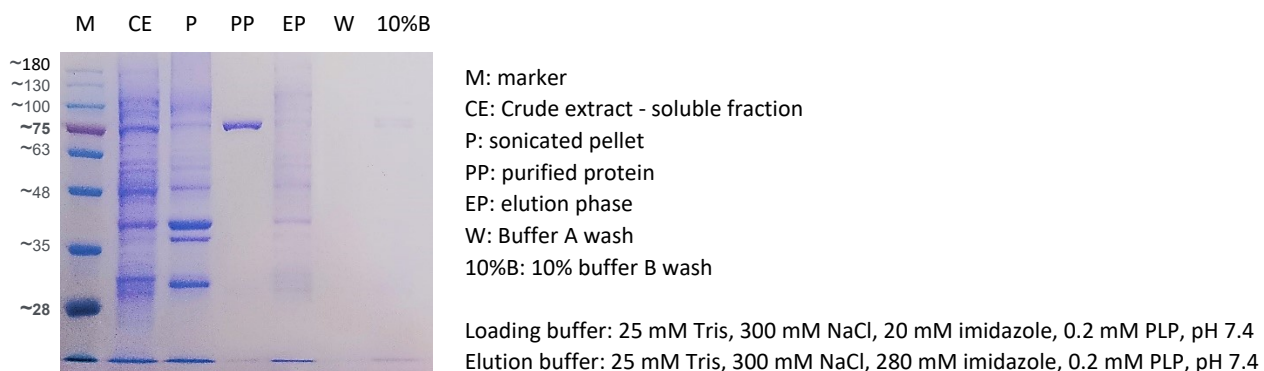 M CE P PP EP W 10%B
~180
~130
~100
~75
~63
~48
~35
~28
M: marker
CE: Crude extract - soluble fraction
P: sonicated pellet
PP: purified protein
EP: elution phase
W: Buffer A wash
10%B: 10% buffer B wash
Loading buffer: 25 mM Tris, 300 mM NaCl, 20 mM imidazole, 0.2 mM PLP, pH 7.4
Elution buffer: 25 mM Tris, 300 mM NaCl, 280 mM imidazole, 0.2 mM PLP, pH 7.4